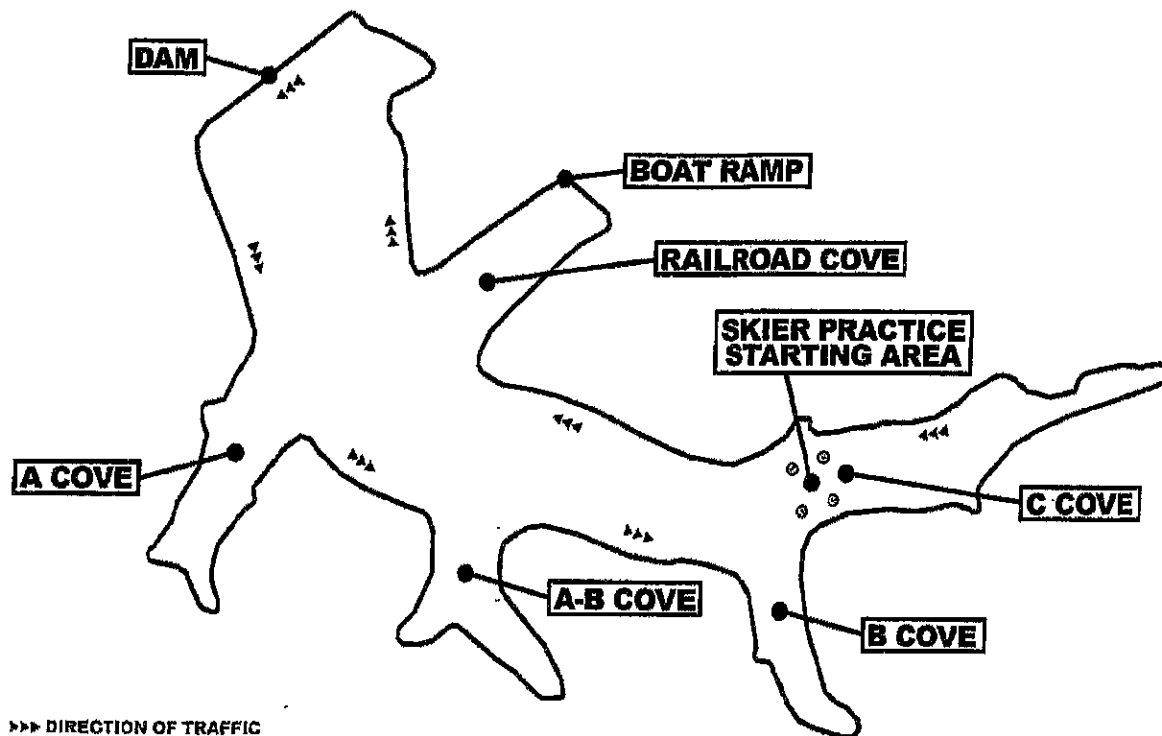 DAM
BOAT RAMP
RAILROAD COVE
SKIER PRACTICE
STARTING AREA
A COVE
C COVE
A-B COVE
B COVE
DIRECTION OF TRAFFIC